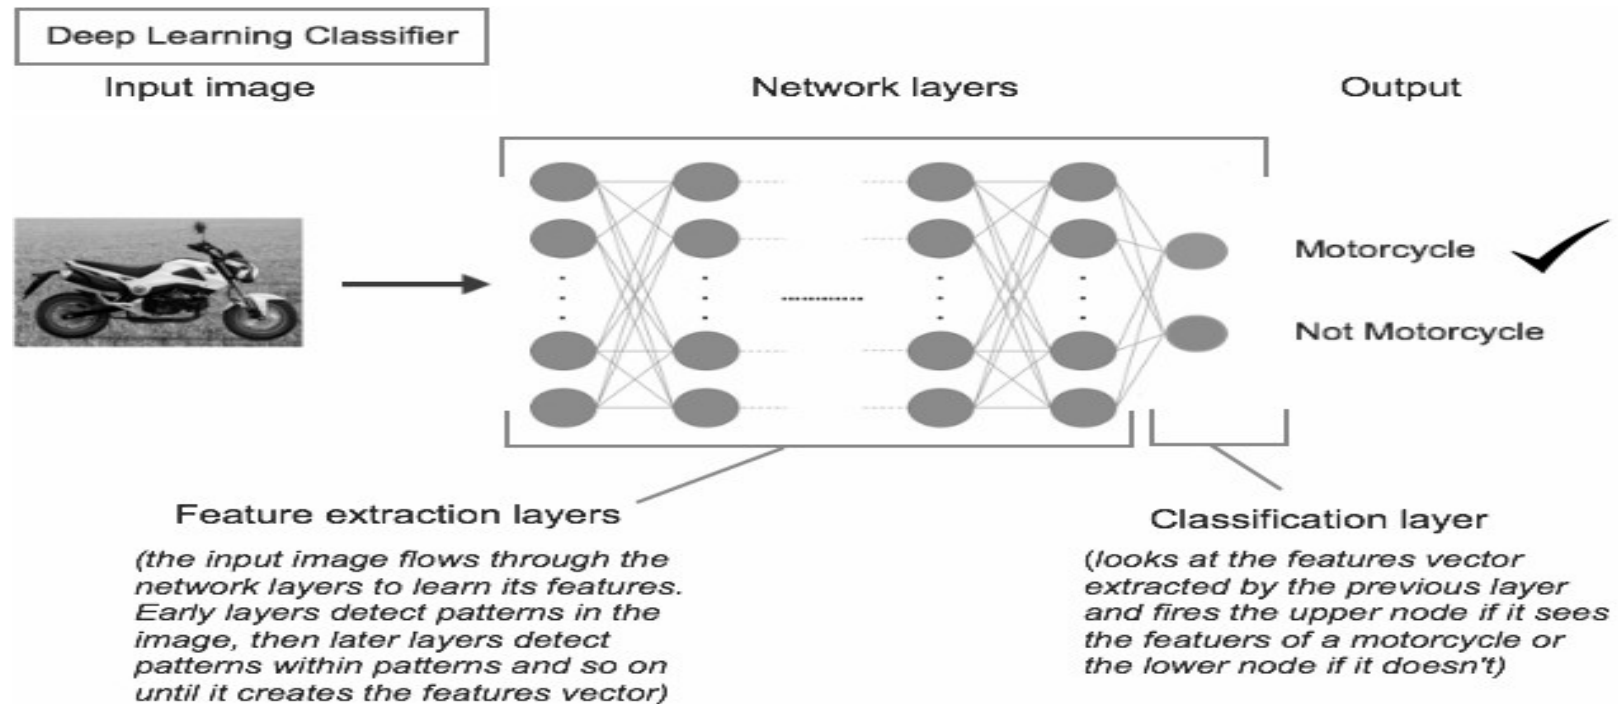 Deep Learning Classifier
Input image
Network layers
Output
Motorcycle
Not Motorcycle
Feature extraction layers
(the input image flows through the
network layers to learn its features.
Early layers detect patterns in the
image, then later layers detect
patterns within patterns and so on
until it creates the features vector)
Classification layer
(looks at the features vector
extracted by the previous layer
and fires the upper node if it sees
the featuers of a motorcycle or
the lower node if it doesn't)